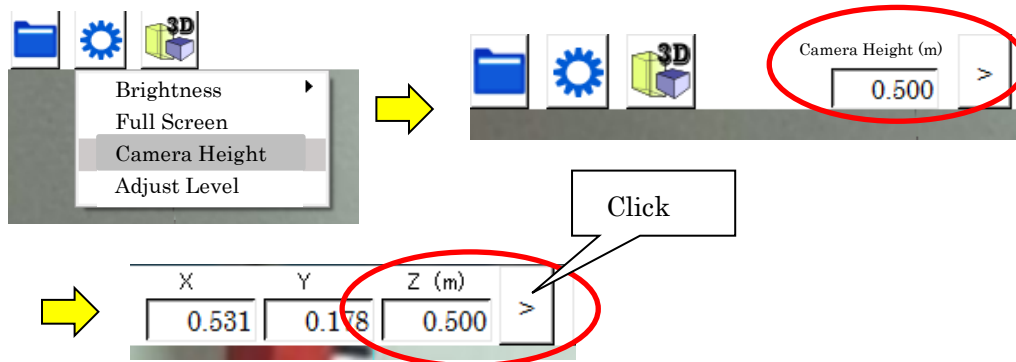 3D
Brightness
Full Screen
Camera Height
Adjust Level
3D
Camera Height (m)
0.500
>
Click
X Y Z (m)
0.531 0.178 0.500 >